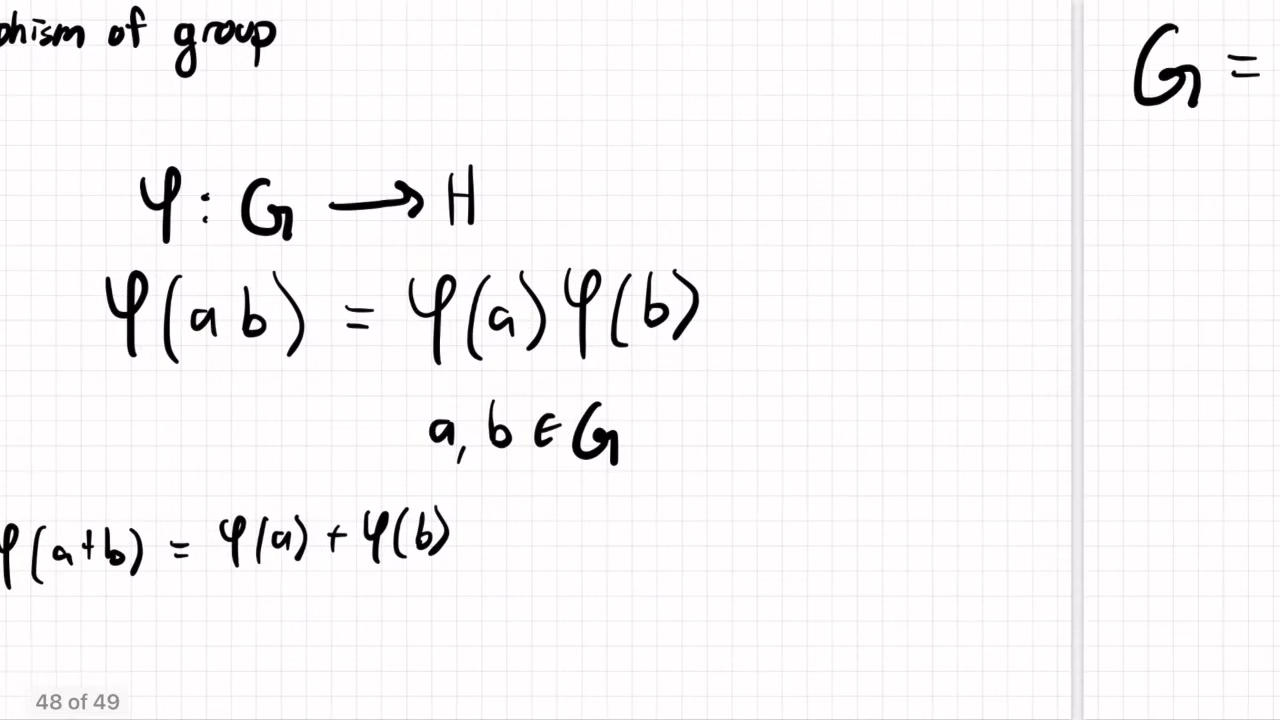 phism of group
φ : G → H
φ(ab) = φ(a)φ(b)
a, b ∈ G
φ(a+b) = φ(a) + φ(b)
48 of 49
G =